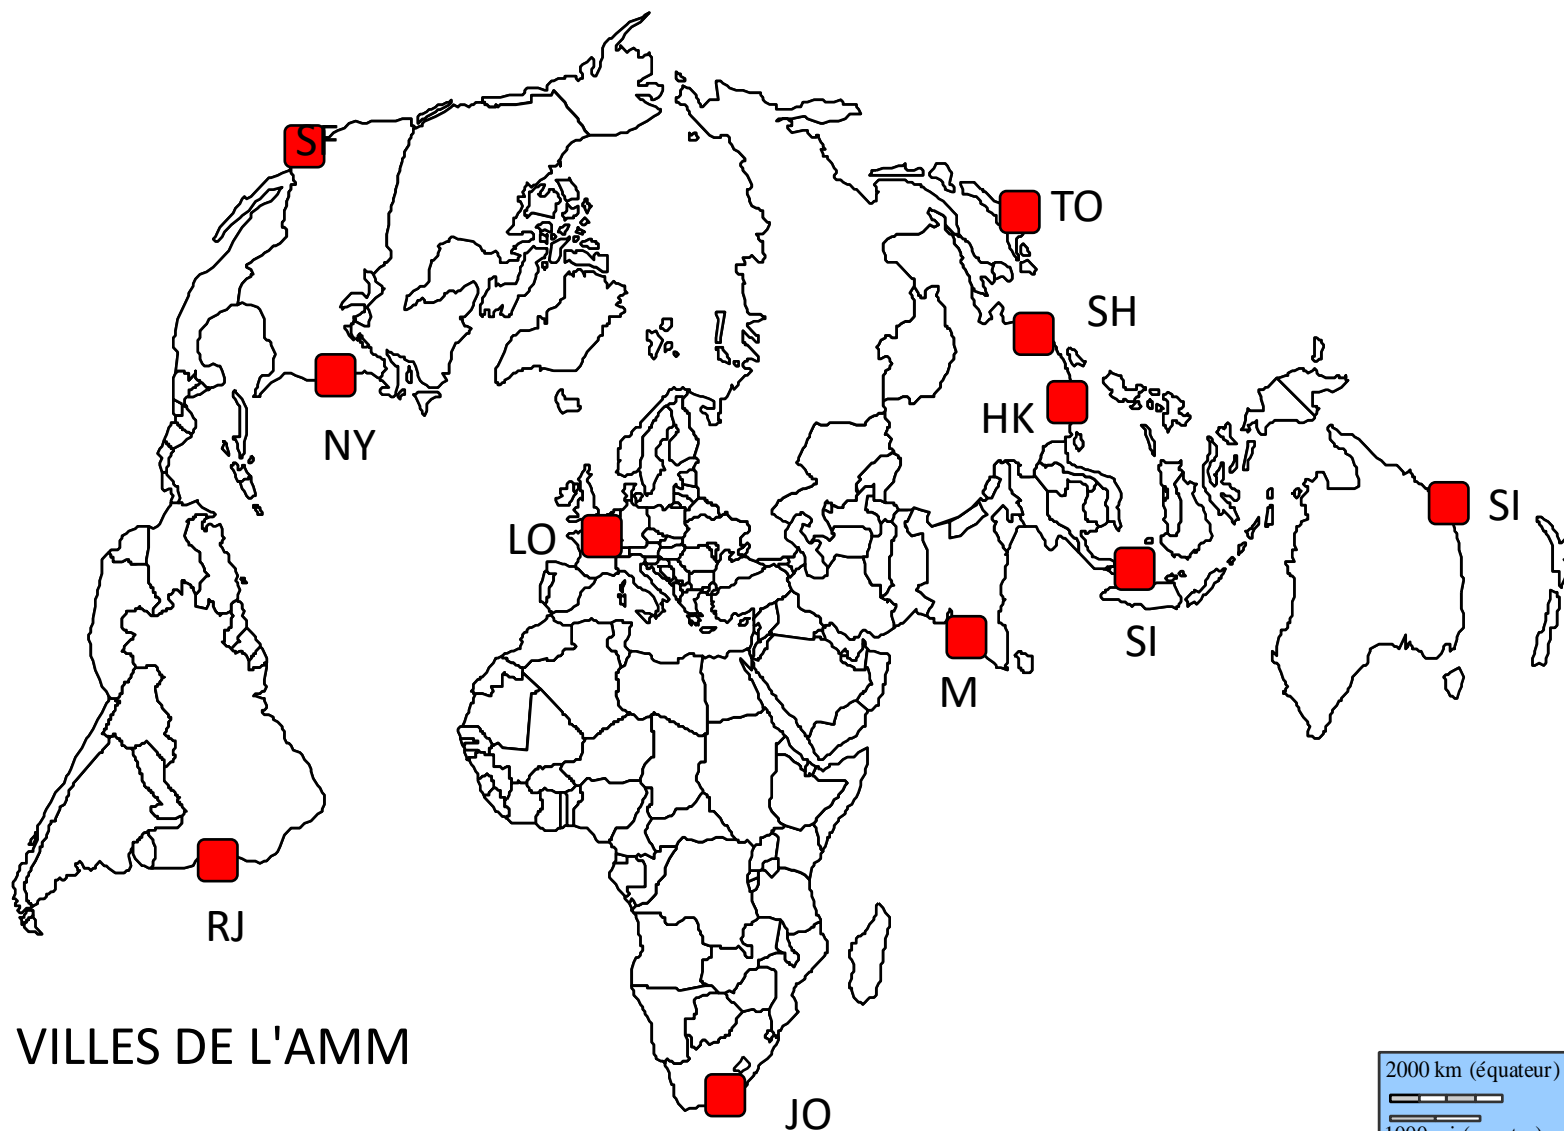 SF
TO
SH
HK
NY
SI
LO
SI
M
RJ
VILLES DE L'AMM
JO
2000 km (équateur)